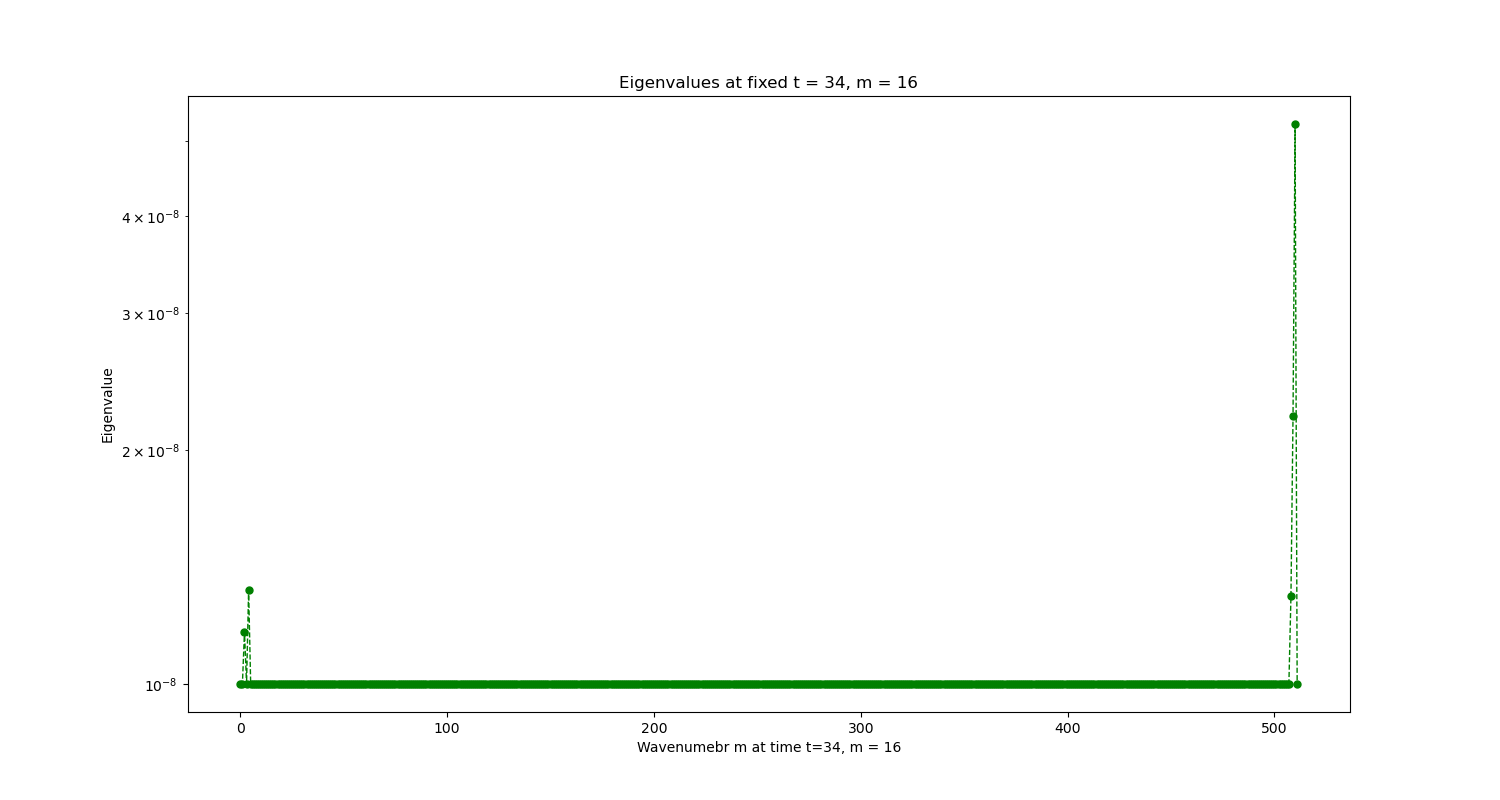 Eigenvalues at fixed t = 34, m = 16
Eigenvalue
4 × 10⁻⁸
3 × 10⁻⁸
2 × 10⁻⁸
10⁻⁸
0 100 200 300 400 500
Wavenumebr m at time t=34, m = 16